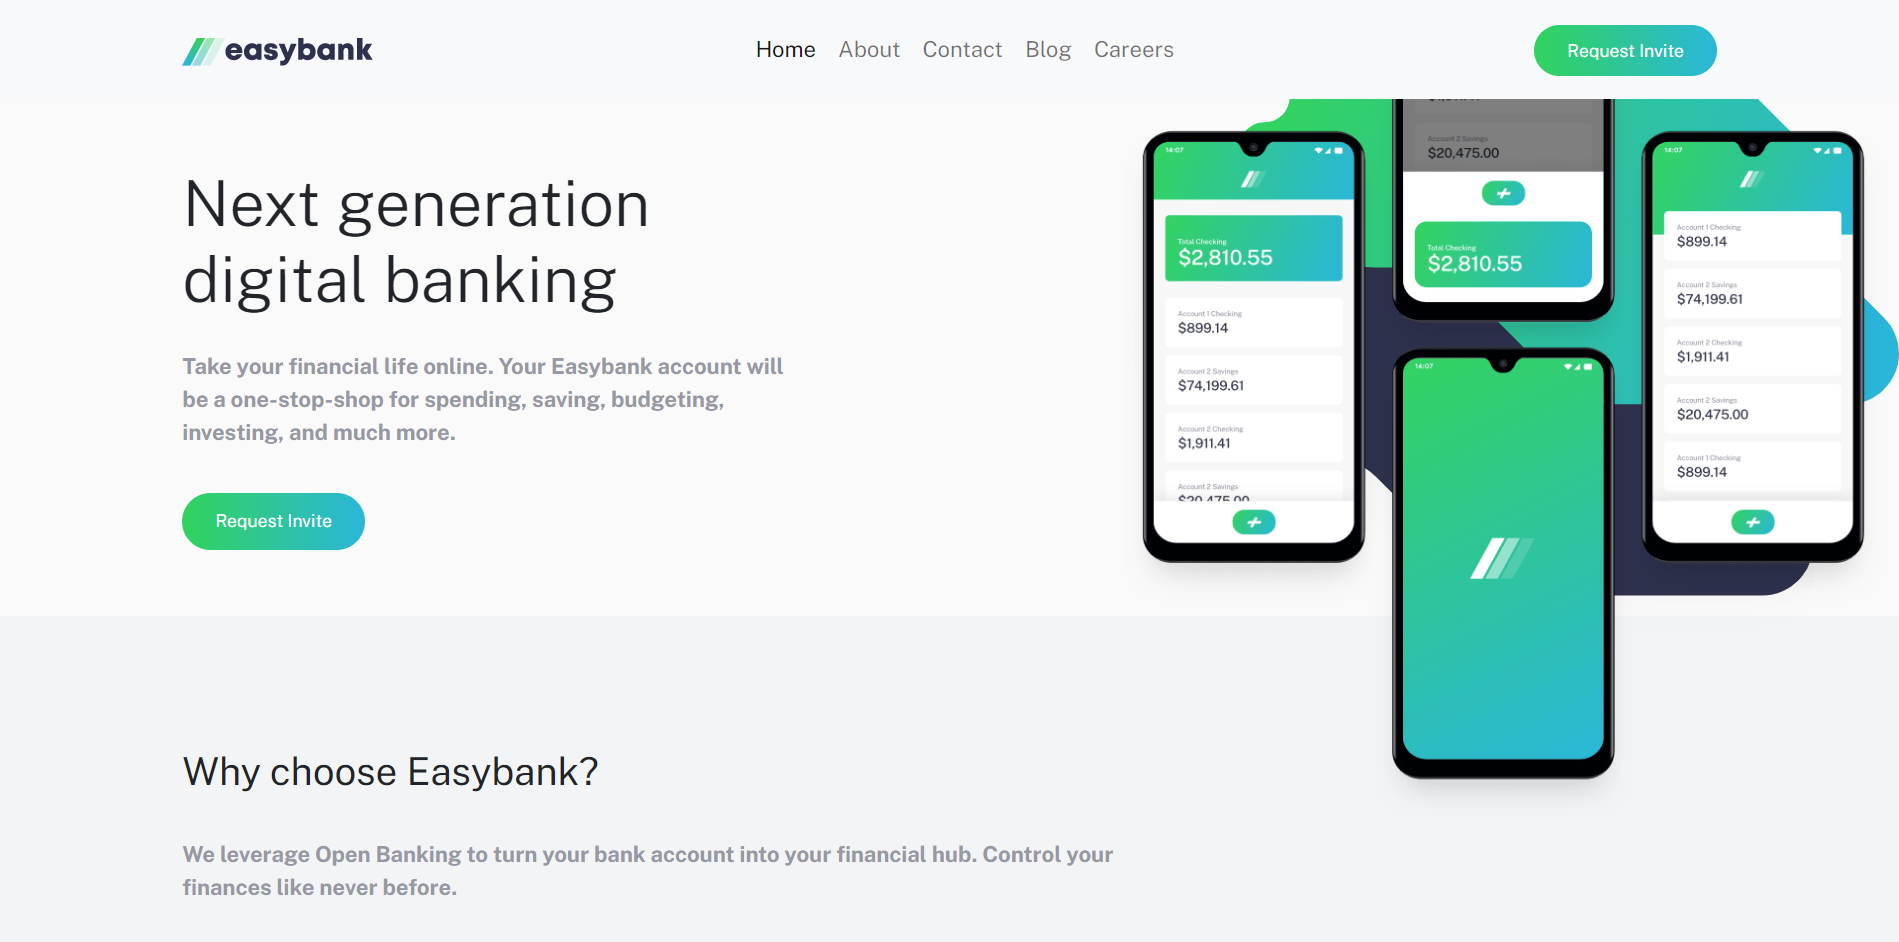 easybank
Home About Contact Blog Careers
Request Invite
Next generation
digital banking
Take your financial life online. Your Easybank account will
be a one-stop-shop for spending, saving, budgeting,
investing, and much more.
Request Invite
14:07
Total Checking
$2,810.55
Account 1 Checking
$899.14
Account 2 Savings
$74,199.61
Account 2 Checking
$1,911.41
Account 2 Savings
$20,475.00
Account 2 Savings
$20,475.00
Total Checking
$2,810.55
14:07
14:07
Account 1 Checking
$899.14
Account 2 Savings
$74,199.61
Account 2 Checking
$1,911.41
Account 2 Savings
$20,475.00
Account 1 Checking
$899.14
Why choose Easybank?
We leverage Open Banking to turn your bank account into your financial hub. Control your
finances like never before.